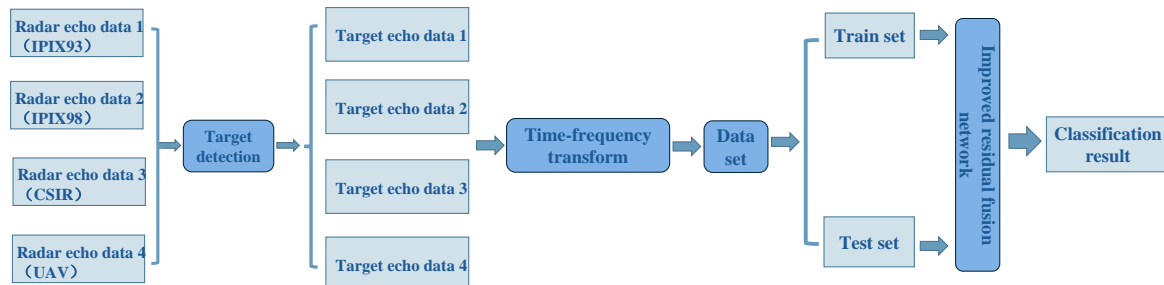 Radar echo data 1
（IPIX93）
Radar echo data 2
（IPIX98）
Radar echo data 3
（CSIR）
Radar echo data 4
（UAV）
Target
detection
Target echo data 1
Target echo data 2
Target echo data 3
Target echo data 4
Time-frequency
transform
Data
set
Train set
Test set
Improved residual fusion
network
Classification
result